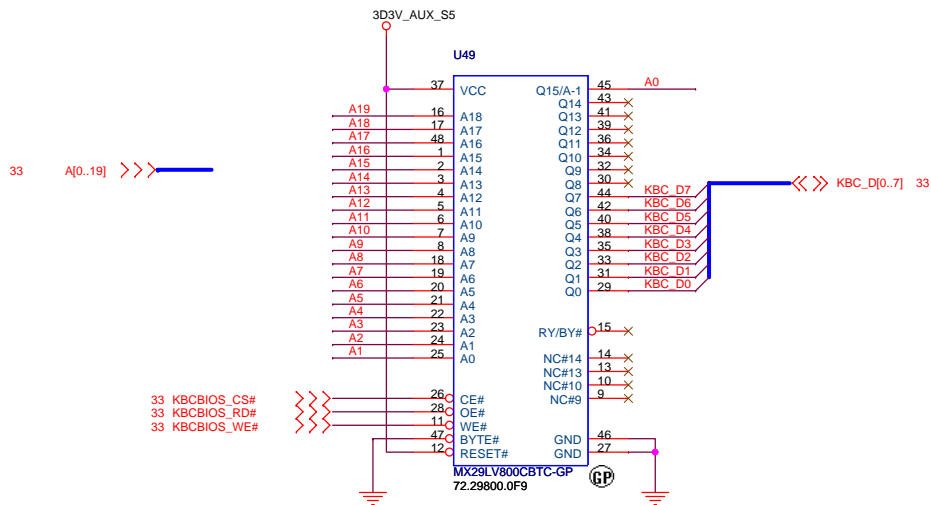 3D3V_AUX_S5
U49
37 VCC Q15/A-1 45 A0
Q14 43
A19 16 A18 Q13 41
A18 17 A17 Q12 39
A17 48 A16 Q11 36
A16 1 A15 Q10 34
A15 2 A14 Q9 32
A14 3 A13 Q8 30
A13 4 A12 Q7 44 KBC_D7
A12 5 A11 Q6 42 KBC_D6
A11 6 A10 Q5 40 KBC_D5
A10 7 A9 Q4 38 KBC_D4
A9 8 A8 Q3 35 KBC_D3
A8 18 A7 Q2 33 KBC_D2
A7 19 A6 Q1 31 KBC_D1
A6 20 A5 Q0 29 KBC_D0
A5 21 A4
A4 22 A3
A3 23 A2 RY/BY# 15
A2 24 A1
A1 25 A0 NC#14 14
NC#13 13
NC#10 10
NC#9 9
33 A[0..19]
KBC_D[0..7] 33
33 KBCBIOS_CS# 26 CE#
33 KBCBIOS_RD# 28 OE#
33 KBCBIOS_WE# 11 WE#
47 BYTE# GND 46
12 RESET# GND 27
MX29LV800CBTC-GP
72.29800.0F9
GP